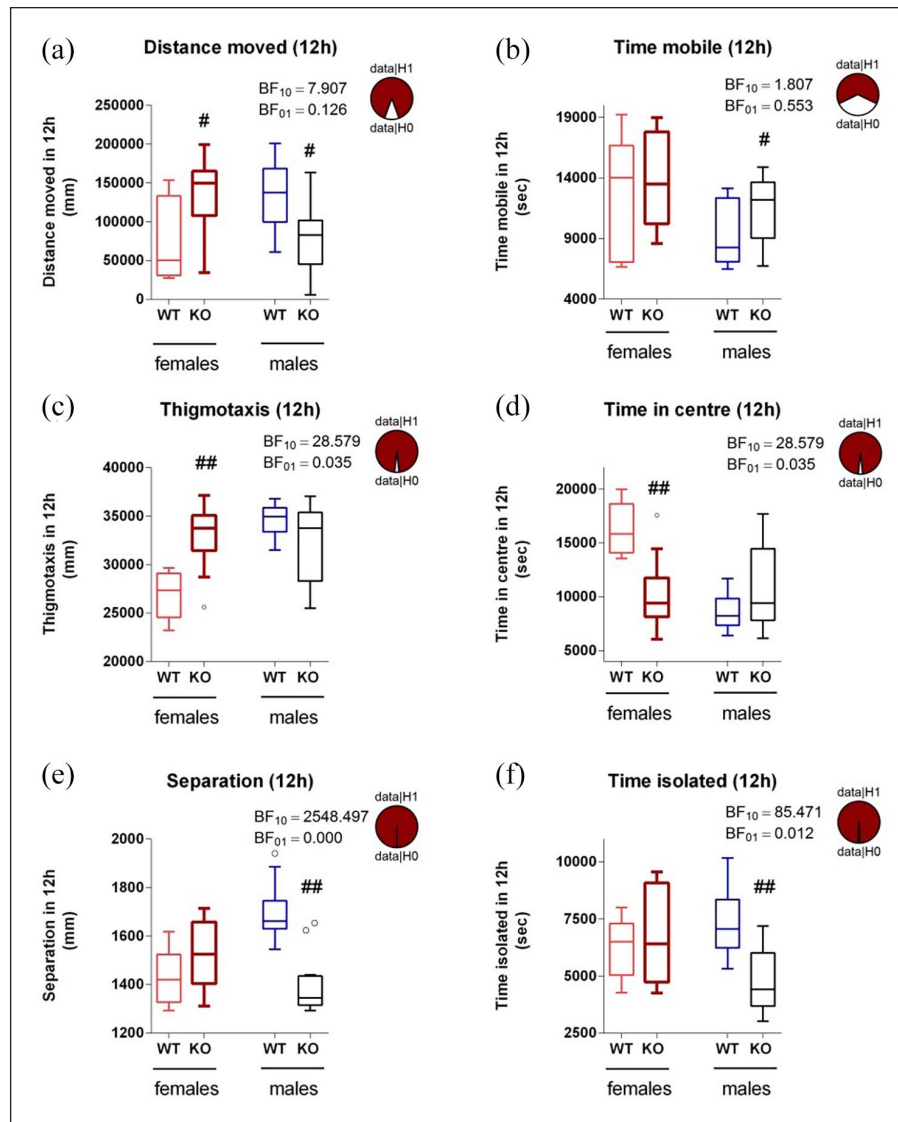 (a)
Distance moved (12h)
data|H1
BF10 = 7.907
BF01 = 0.126
data|H0
Distance moved in 12h
(mm)
250000
200000
150000
100000
50000
0
#
#
WT KO WT KO
females males
(b)
Time mobile (12h)
data|H1
BF10 = 1.807
BF01 = 0.553
data|H0
Time mobile in 12h
(sec)
19000
14000
9000
4000
#
WT KO WT KO
females males
(c)
Thigmotaxis (12h)
data|H1
BF10 = 28.579
BF01 = 0.035
data|H0
Thigmotaxis in 12h
(mm)
40000
35000
30000
25000
20000
##
WT KO WT KO
females males
(d)
Time in centre (12h)
data|H1
BF10 = 28.579
BF01 = 0.035
data|H0
Time in centre in 12h
(sec)
20000
15000
10000
5000
##
WT KO WT KO
females males
(e)
Separation (12h)
data|H1
BF10 = 2548.497
BF01 = 0.000
data|H0
Separation in 12h
(mm)
2000
1800
1600
1400
1200
##
WT KO WT KO
females males
(f)
Time isolated (12h)
data|H1
BF10 = 85.471
BF01 = 0.012
data|H0
Time isolated in 12h
(sec)
10000
7500
5000
2500
##
WT KO WT KO
females males